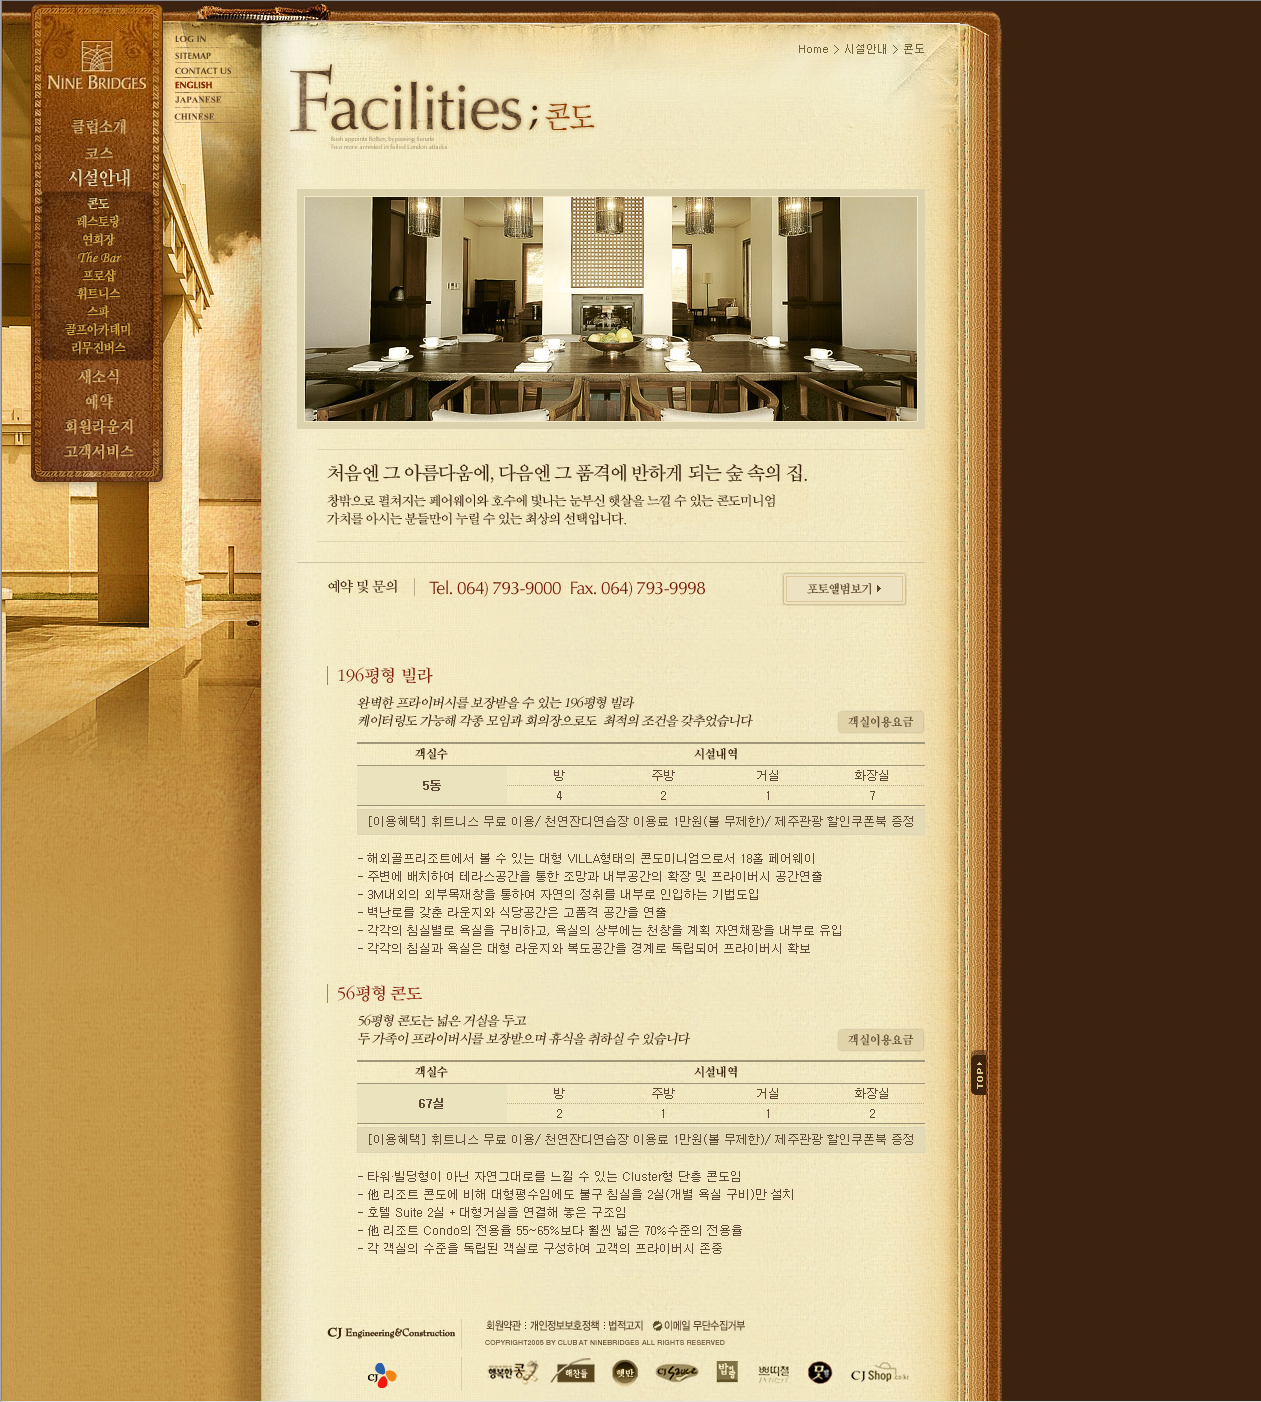 NINE BRIDGES
클럽소개
코스
시설안내
콘도
레스토랑
연회장
The Bar
프로샵
휘트니스
스파
골프아카데미
리무진버스
새소식
예약
회원라운지
고객서비스
LOG IN
SITEMAP
CONTACT US
ENGLISH
JAPANESE
CHINESE
Home > 시설안내 > 콘도
Facilities ; 콘도
처음엔 그 아름다움에, 다음엔 그 품격에 반하게 되는 숲 속의 집.
창밖으로 펼쳐지는 페어웨이와 호수에 빛나는 눈부신 햇살을 느낄 수 있는 콘도미니엄
가치를 아시는 분들만이 누릴 수 있는 최상의 선택입니다.
예약 및 문의 Tel. 064) 793-9000 Fax. 064) 793-9998
포토앨범보기
196평형 빌라
완벽한 프라이버시를 보장받을 수 있는 196평형 빌라
케이터링도 가능해 각종 모임과 회의장으로도 최적의 조건을 갖추었습니다
객실이용요금
객실수 시설내역
방 주방 거실 화장실
5동
4 2 1 7
[이용혜택] 휘트니스 무료 이용/ 천연잔디연습장 이용료 1만원(볼 무제한)/ 제주관광 할인쿠폰북 증정
- 해외골프리조트에서 볼 수 있는 대형 VILLA형태의 콘도미니엄으로서 18홀 페어웨이
- 주변에 배치하여 테라스공간을 통한 조망과 내부공간의 확장 및 프라이버시 공간연출
- 3M내외의 외부목재창을 통하여 자연의 정취를 내부로 인입하는 기법도입
- 벽난로를 갖춘 라운지와 식당공간은 고품격 공간을 연출
- 각각의 침실별로 욕실을 구비하고, 욕실의 상부에는 천창을 계획 자연채광을 내부로 유입
- 각각의 침실과 욕실은 대형 라운지와 복도공간을 경계로 독립되어 프라이버시 확보
56평형 콘도
56평형 콘도는 넓은 거실을 두고
두 가족이 프라이버시를 보장받으며 휴식을 취하실 수 있습니다
객실이용요금
객실수 시설내역
방 주방 거실 화장실
67실
2 1 1 2
[이용혜택] 휘트니스 무료 이용/ 천연잔디연습장 이용료 1만원(볼 무제한)/ 제주관광 할인쿠폰북 증정
- 타워·빌딩형이 아닌 자연그대로를 느낄 수 있는 Cluster형 단층 콘도임
- 他 리조트 콘도에 비해 대형평수임에도 불구 침실을 2실(개별 욕실 구비)만 설치
- 호텔 Suite 2실 + 대형거실을 연결해 놓은 구조임
- 他 리조트 Condo의 전용율 55~65%보다 훨씬 넓은 70%수준의 전용율
- 각 객실의 수준을 독립된 객실로 구성하여 고객의 프라이버시 존중
TOP
CJ Engineering&Construction
회원약관 : 개인정보보호정책 : 법적고지 이메일 무단수집거부
COPYRIGHT2006 BY CLUB AT NINEBRIDGES ALL RIGHTS RESERVED
CJ 행복한콩 해찬들 햇반 CJ Sauce CJ Shop.co.kr